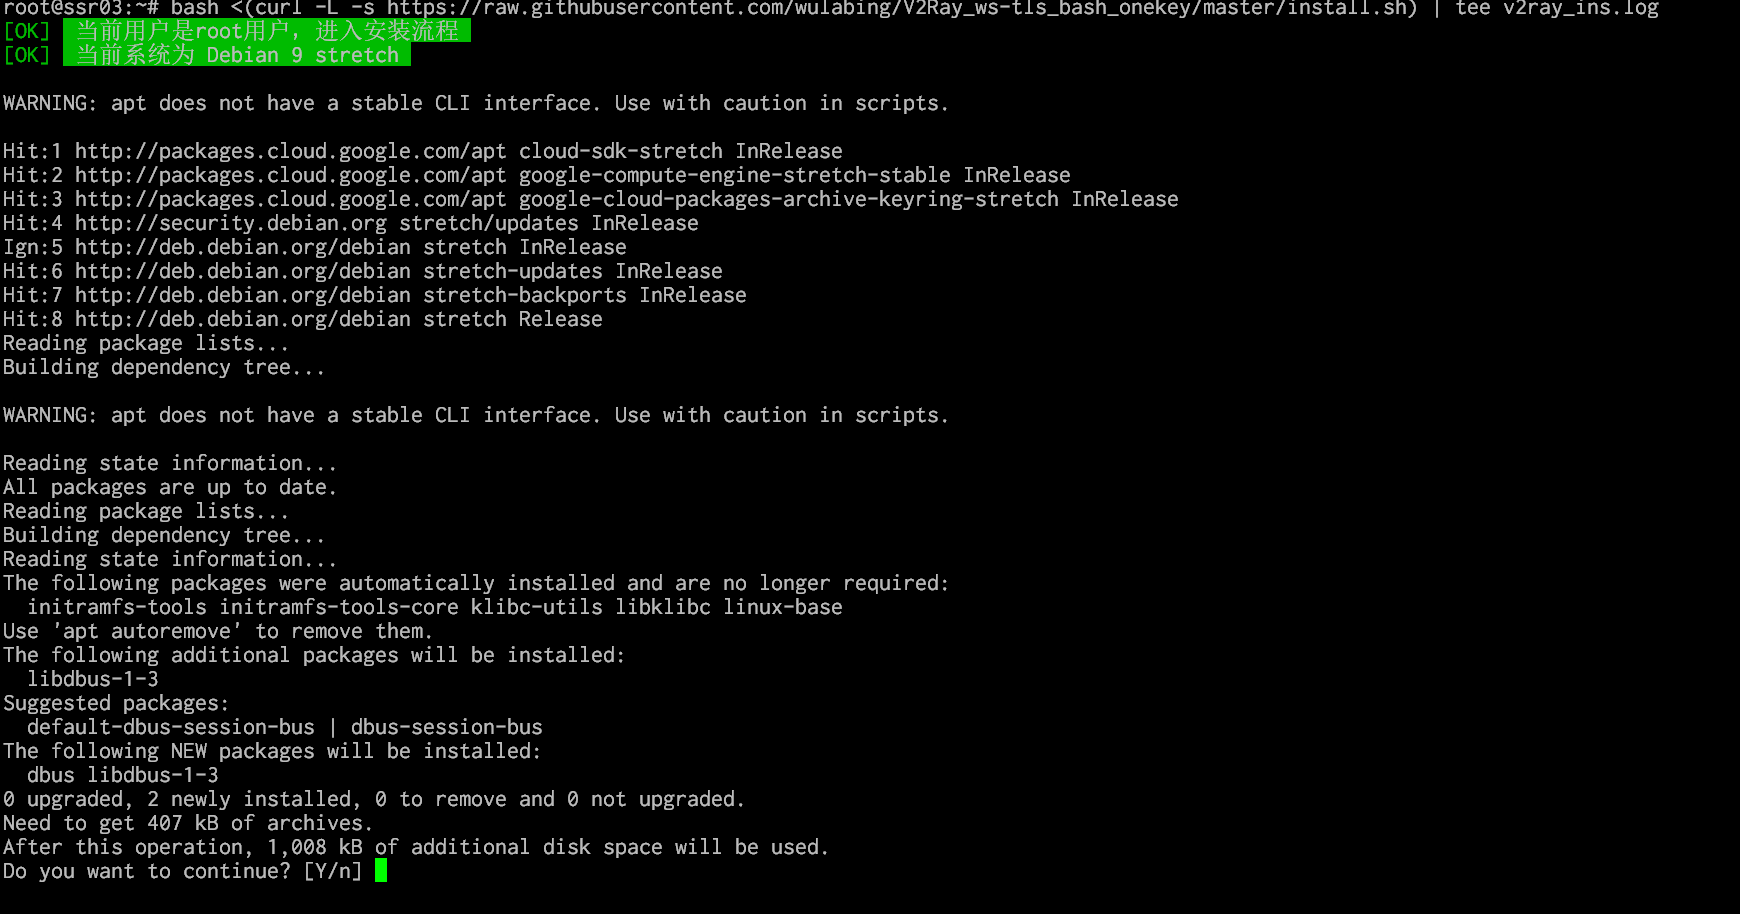 root@ssr03:~# bash <(curl -L -s https://raw.githubusercontent.com/wulabing/V2Ray_ws-tls_bash_onekey/master/install.sh) | tee v2ray_ins.log
[OK] 当前用户是root用户，进入安装流程
[OK] 当前系统为 Debian 9 stretch
WARNING: apt does not have a stable CLI interface. Use with caution in scripts.
Hit:1 http://packages.cloud.google.com/apt cloud-sdk-stretch InRelease
Hit:2 http://packages.cloud.google.com/apt google-compute-engine-stretch-stable InRelease
Hit:3 http://packages.cloud.google.com/apt google-cloud-packages-archive-keyring-stretch InRelease
Hit:4 http://security.debian.org stretch/updates InRelease
Ign:5 http://deb.debian.org/debian stretch InRelease
Hit:6 http://deb.debian.org/debian stretch-updates InRelease
Hit:7 http://deb.debian.org/debian stretch-backports InRelease
Hit:8 http://deb.debian.org/debian stretch Release
Reading package lists...
Building dependency tree...
WARNING: apt does not have a stable CLI interface. Use with caution in scripts.
Reading state information...
All packages are up to date.
Reading package lists...
Building dependency tree...
Reading state information...
The following packages were automatically installed and are no longer required:
initramfs-tools initramfs-tools-core klibc-utils libklibc linux-base
Use 'apt autoremove' to remove them.
The following additional packages will be installed:
libdbus-1-3
Suggested packages:
default-dbus-session-bus | dbus-session-bus
The following NEW packages will be installed:
dbus libdbus-1-3
0 upgraded, 2 newly installed, 0 to remove and 0 not upgraded.
Need to get 407 kB of archives.
After this operation, 1,008 kB of additional disk space will be used.
Do you want to continue? [Y/n]